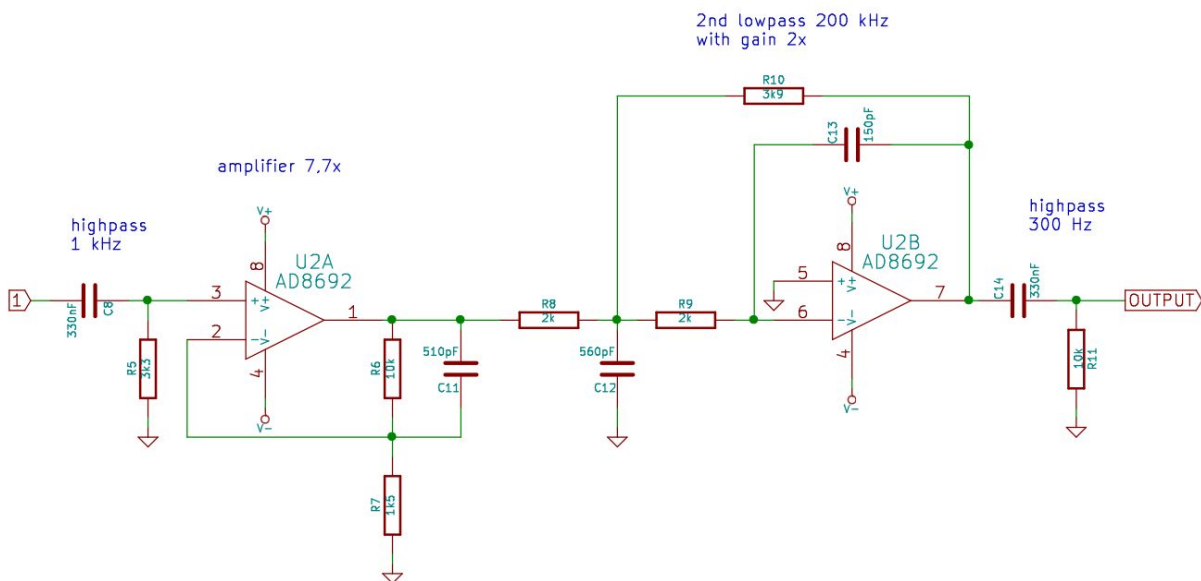 2nd lowpass 200 kHz
with gain 2x
R10
3k9
C13
150pF
amplifier 7,7x
highpass
1 kHz
V+
8
U2A
AD8692
1
330nF
C8
3
2
+
V+
-
V-
1
4
V-
R5
3k3
R6
10k
510pF
C11
R7
1k5
R8
2k
560pF
C12
R9
2k
V+
8
U2B
AD8692
5
6
+
V+
-
V-
7
4
V-
highpass
300 Hz
C14
330nF
OUTPUT
10k
R11